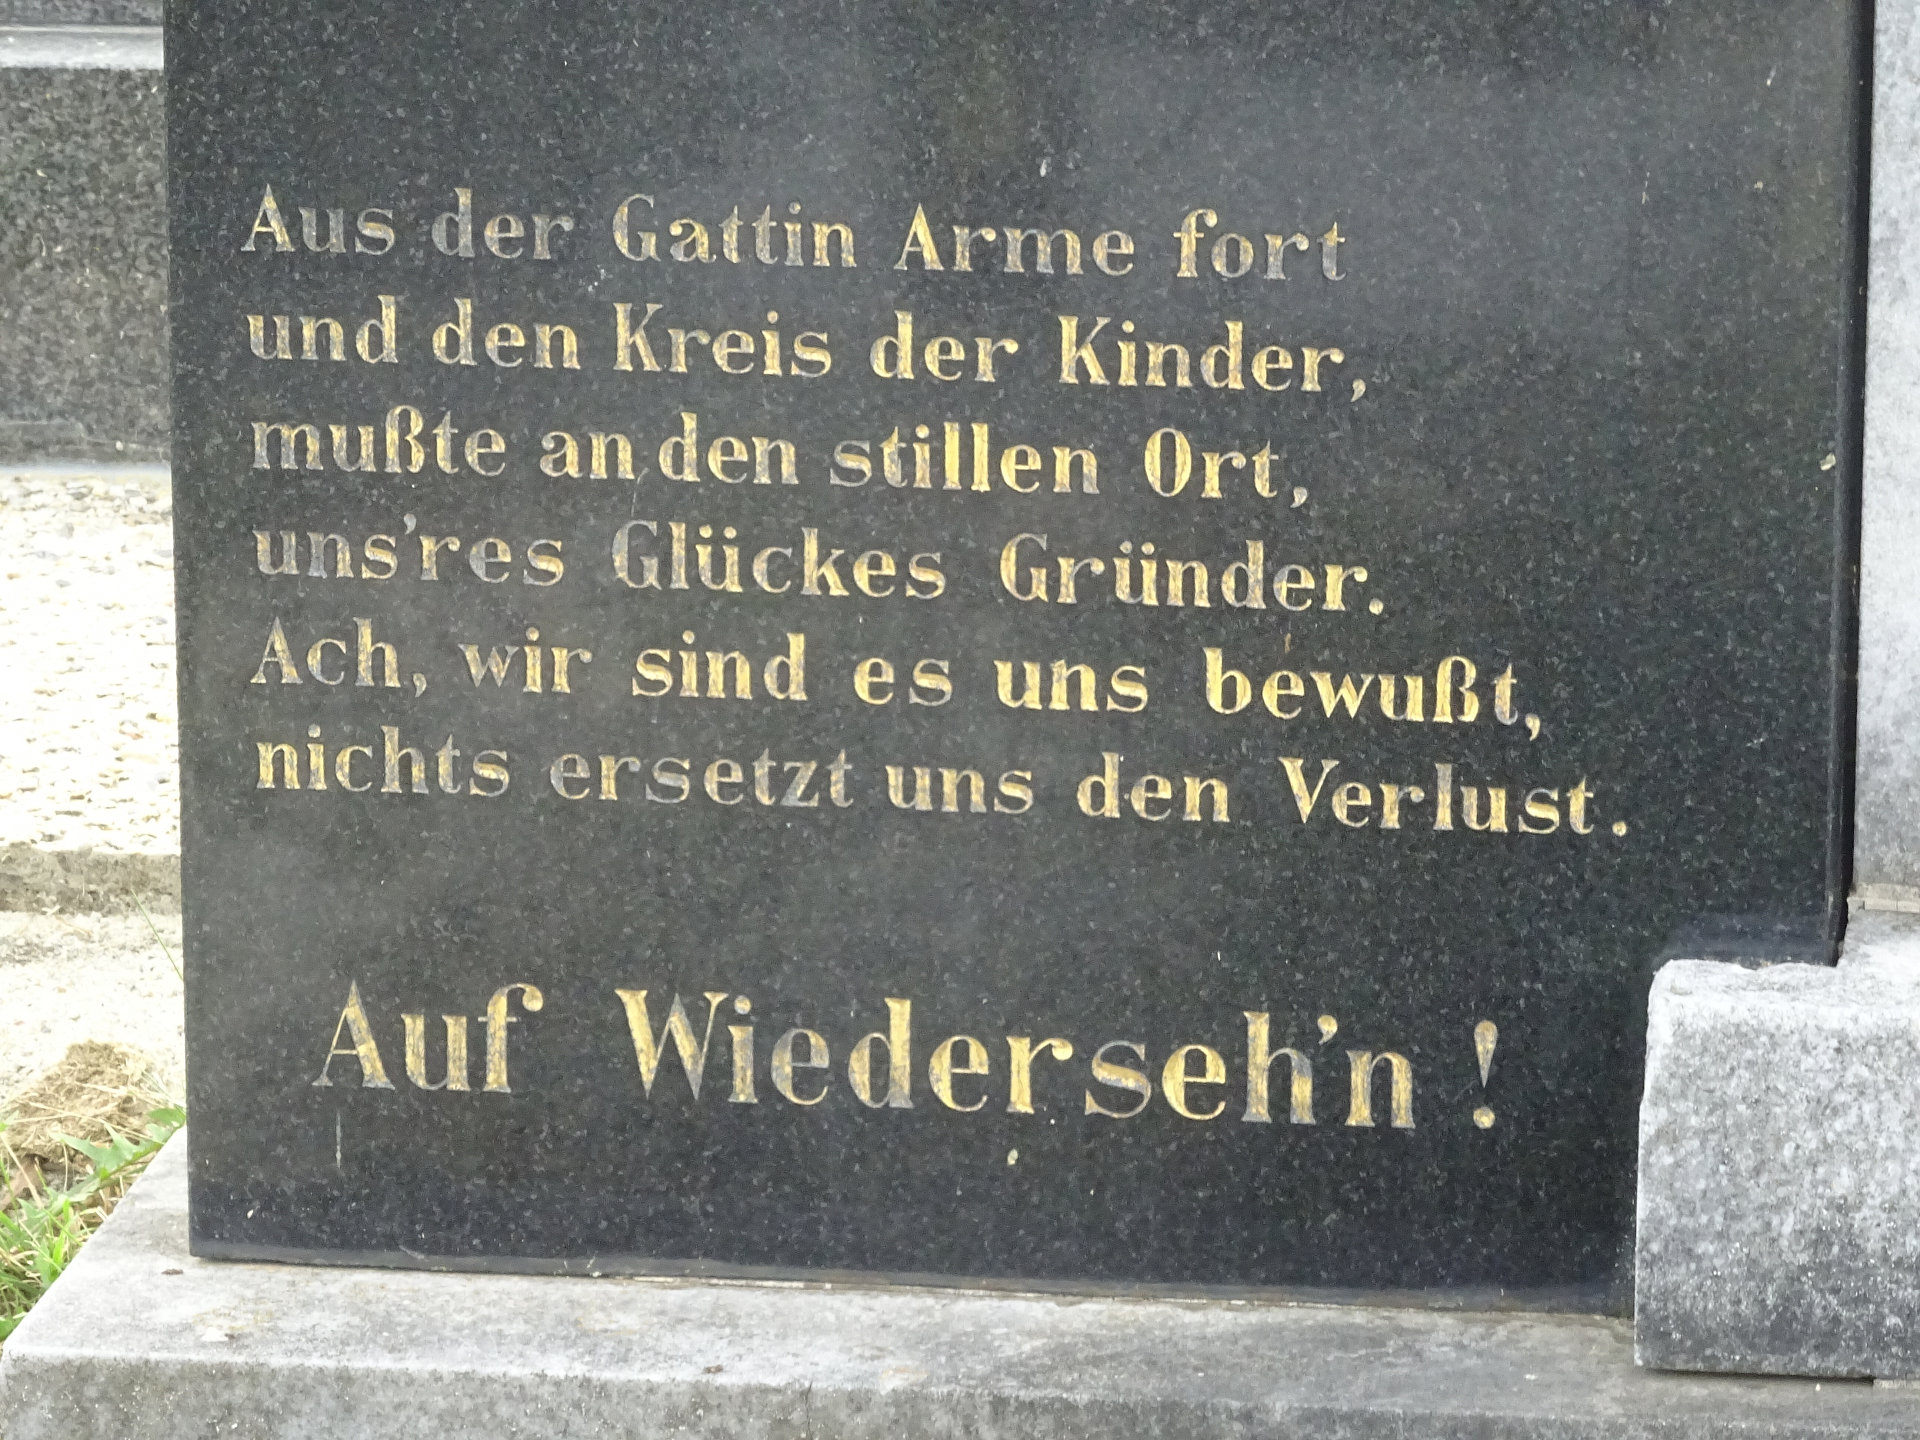 Aus der Gattin Arme fort
und den Kreis der Kinder,
mußte an den stillen Ort,
uns'res Glückes Gründer.
Ach, wir sind es uns bewußt,
nichts ersetzt uns den Verlust.
Auf Wiederseh'n!